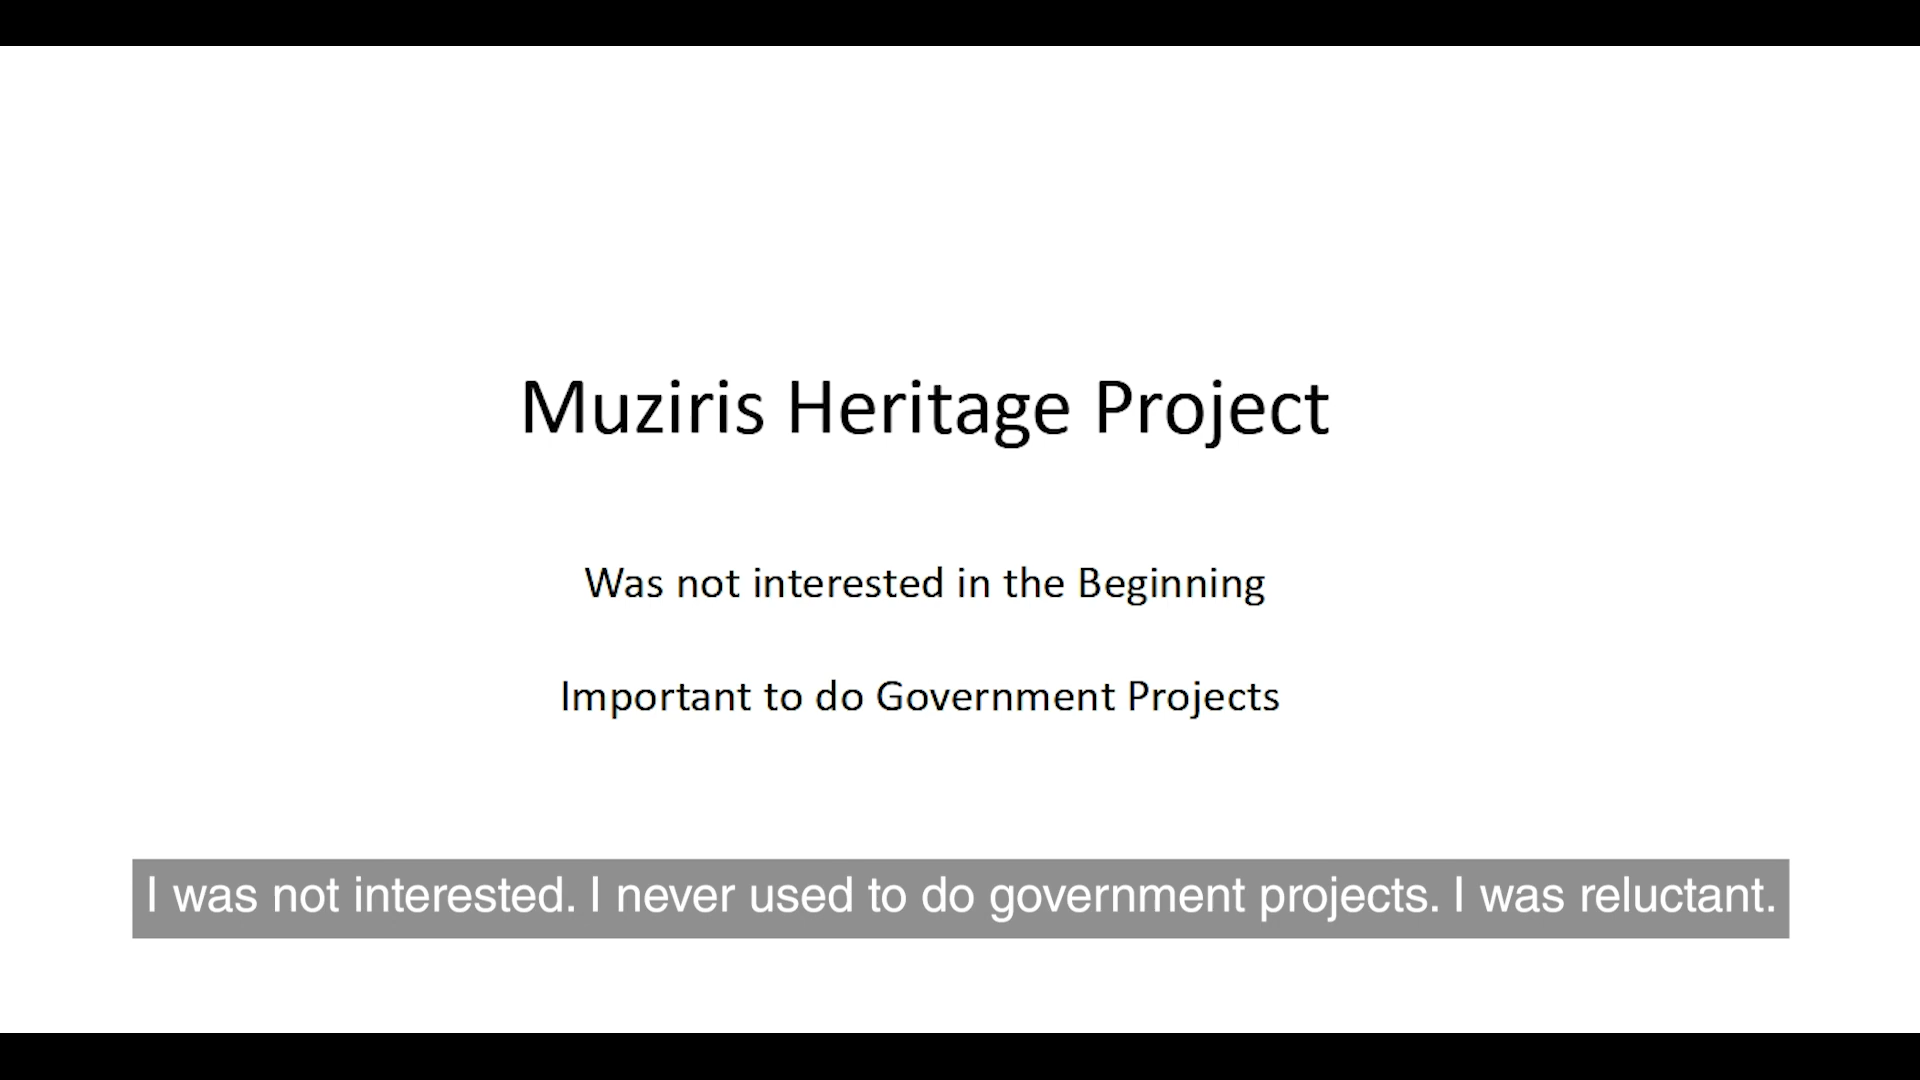 Muziris Heritage Project
Was not interested in the Beginning
Important to do Government Projects
I was not interested. I never used to do government projects. I was reluctant.